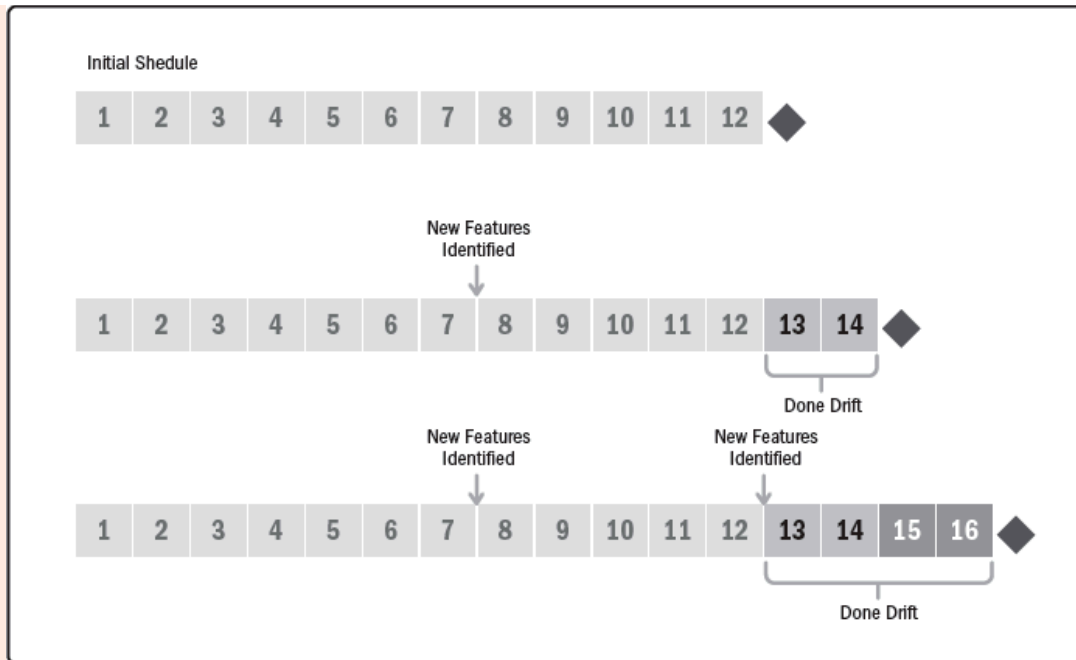 Initial Shedule
1 2 3 4 5 6 7 8 9 10 11 12
New Features
Identified
1 2 3 4 5 6 7 8 9 10 11 12 13 14
Done Drift
New Features
Identified
New Features
Identified
1 2 3 4 5 6 7 8 9 10 11 12 13 14 15 16
Done Drift